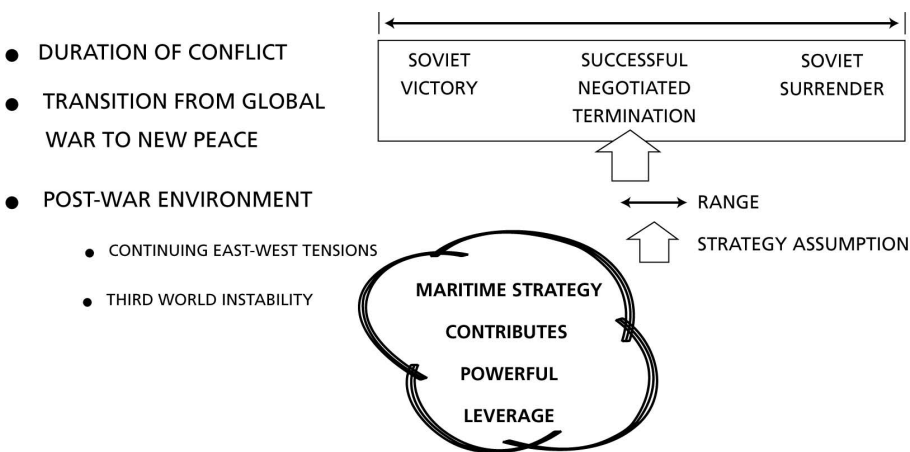 DURATION OF CONFLICT
TRANSITION FROM GLOBAL
WAR TO NEW PEACE
POST-WAR ENVIRONMENT
CONTINUING EAST-WEST TENSIONS
THIRD WORLD INSTABILITY
SOVIET
VICTORY
SUCCESSFUL
NEGOTIATED
TERMINATION
SOVIET
SURRENDER
RANGE
STRATEGY ASSUMPTION
MARITIME STRATEGY
CONTRIBUTES
POWERFUL
LEVERAGE